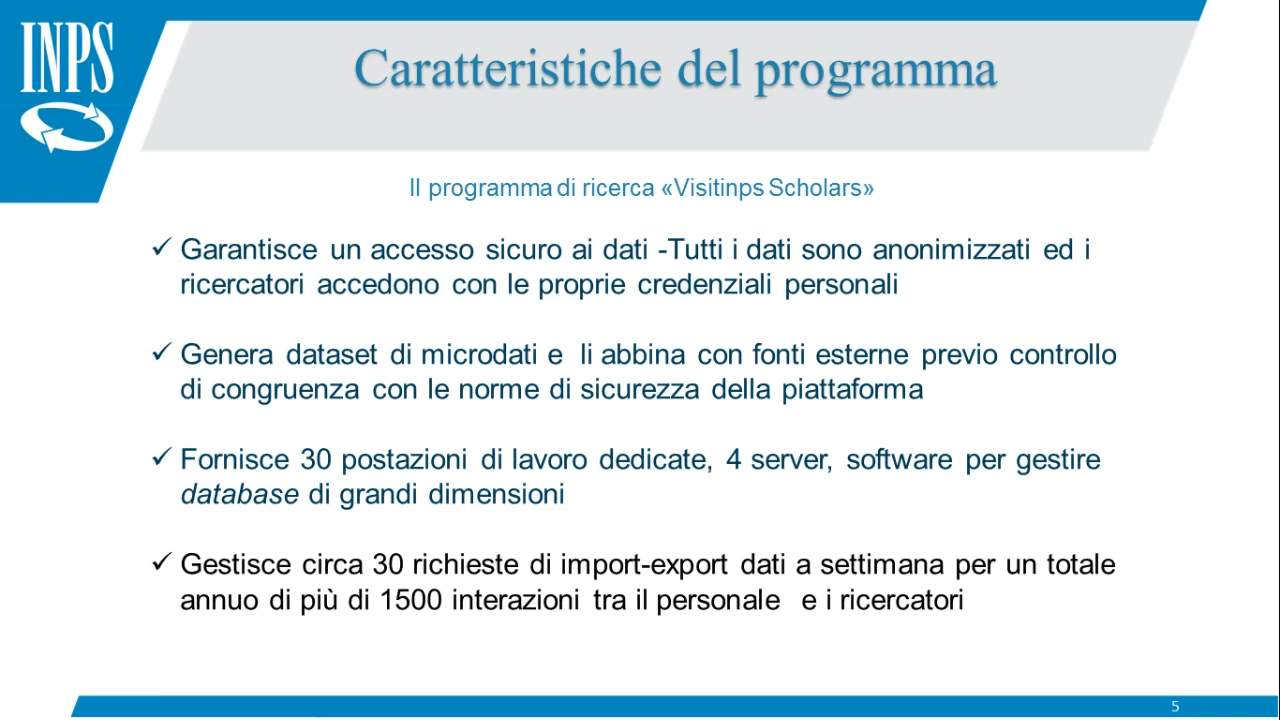 INPS
Caratteristiche del programma
Il programma di ricerca «Visitinps Scholars»
✓ Garantisce un accesso sicuro ai dati -Tutti i dati sono anonimizzati ed i
ricercatori accedono con le proprie credenziali personali
✓ Genera dataset di microdati e li abbina con fonti esterne previo controllo
di congruenza con le norme di sicurezza della piattaforma
✓ Fornisce 30 postazioni di lavoro dedicate, 4 server, software per gestire
database di grandi dimensioni
✓ Gestisce circa 30 richieste di import-export dati a settimana per un totale
annuo di più di 1500 interazioni tra il personale e i ricercatori
5